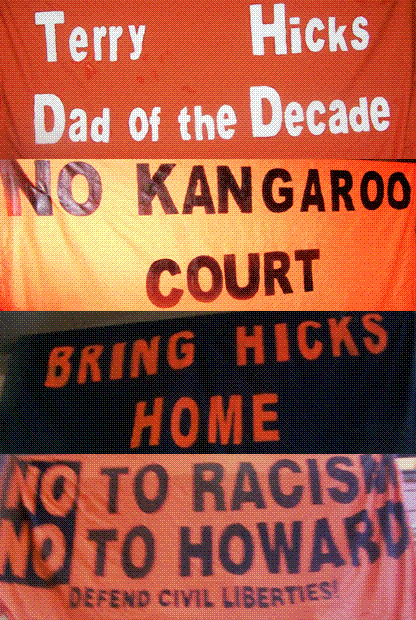 Terry Hicks
Dad of the Decade
NO KANGAROO
COURT
BRING HICKS
HOME
NO TO RACISM
NO TO HOWARD
DEFEND CIVIL LIBERTIES!